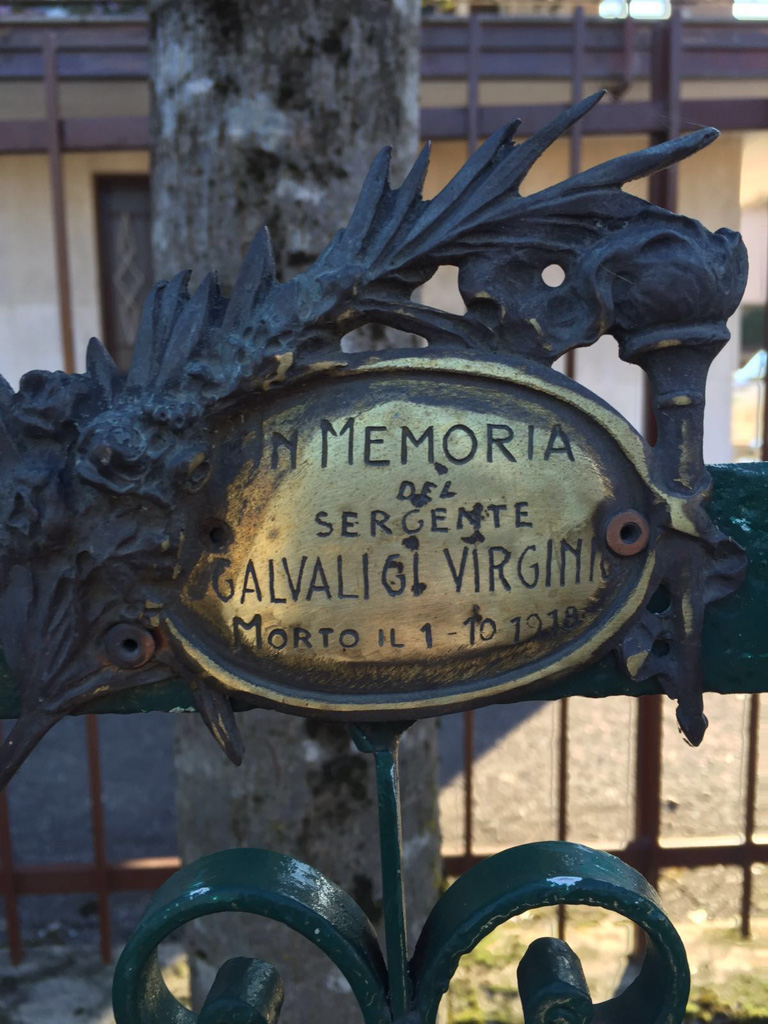 IN MEMORIA
DEL
SERGENTE
GALVALIGI VIRGINIO
MORTO IL 1-10 1918